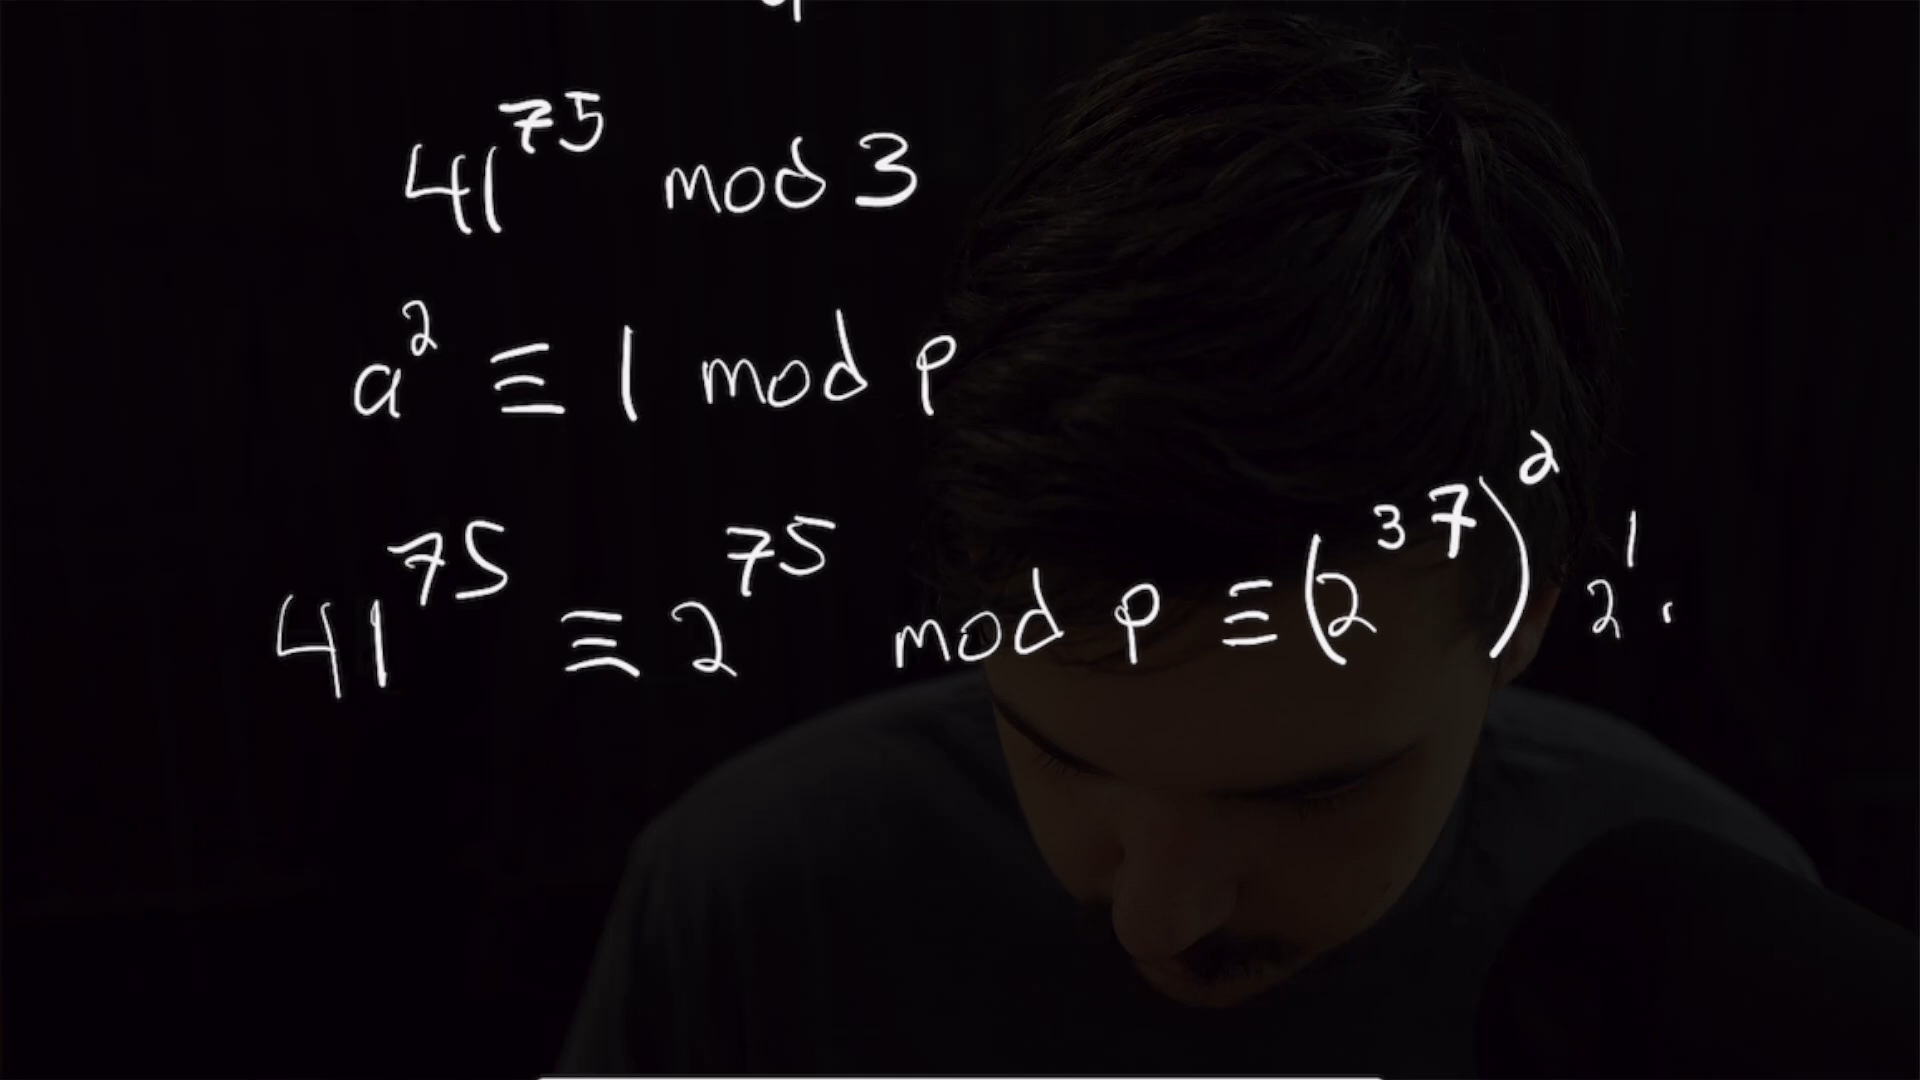 41^75 mod 3
a^2 ≡ 1 mod p
41^75 ≡ 2^75 mod p ≡ (2^37)^2 2^1 .